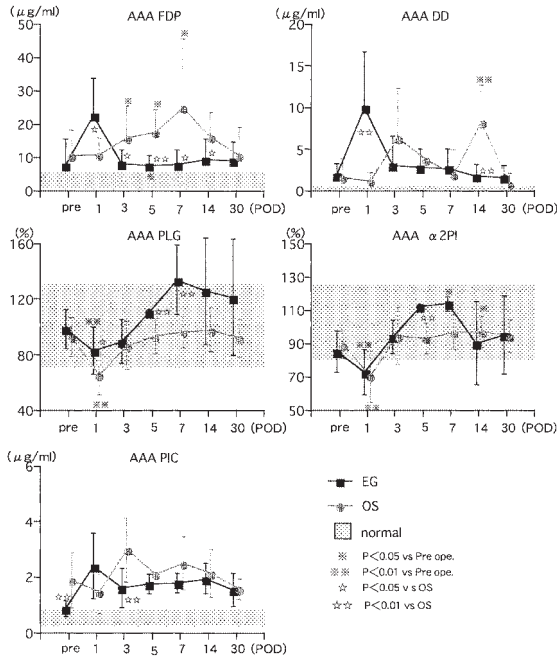 (μg/ml) AAA FDP
50
40
30
20
10
0
pre 1 3 5 7 14 30 (POD)
(μg/ml) AAA DD
20
15
10
5
0
pre 1 3 5 7 14 30 (POD)
(%) AAA PLG
160
120
80
40
pre 1 3 5 7 14 30 (POD)
(%) AAA α2PI
150
130
110
90
70
50
pre 1 3 5 7 14 30 (POD)
(μg/ml) AAA PIC
6
4
2
0
pre 1 3 5 7 14 30 (POD)
EG
OS
normal
※ P<0.05 vs Pre ope.
※※ P<0.01 vs Pre ope.
☆ P<0.05 v s OS
☆☆ P<0.01 vs OS